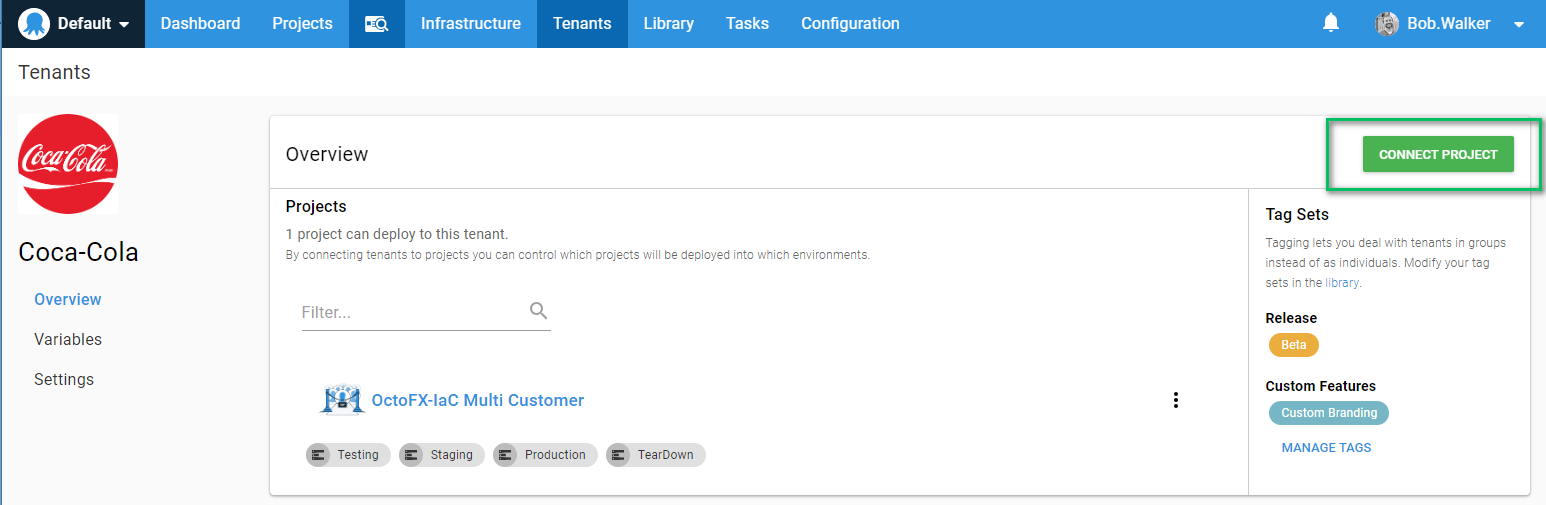 Default Dashboard Projects Infrastructure Tenants Library Tasks Configuration Bob.Walker
Tenants
Coca-Cola
Coca-Cola
Overview
Variables
Settings
Overview
CONNECT PROJECT
Projects
1 project can deploy to this tenant.
By connecting tenants to projects you can control which projects will be deployed into which environments.
Filter...
OctoFX-IaC Multi Customer
Testing Staging Production TearDown
Tag Sets
Tagging lets you deal with tenants in groups
instead of as individuals. Modify your tag
sets in the library.
Release
Beta
Custom Features
Custom Branding
MANAGE TAGS